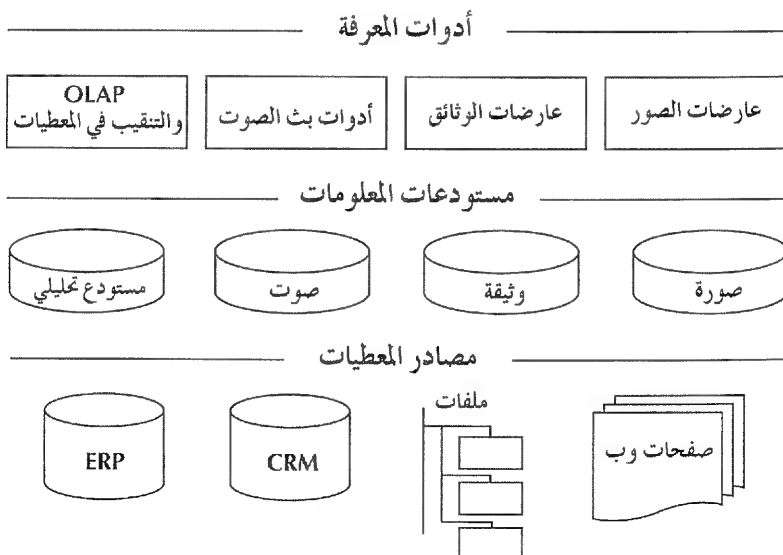 أدوات المعرفة
عارضات الصور
عارضات الوثائق
أدوات بث الصوت
OLAP
والتنقيب في المعطيات
مستودعات المعلومات
صورة
وثيقة
صوت
مستودع تحليلي
مصادر المعطيات
صفحات وب
ملفات
CRM
ERP